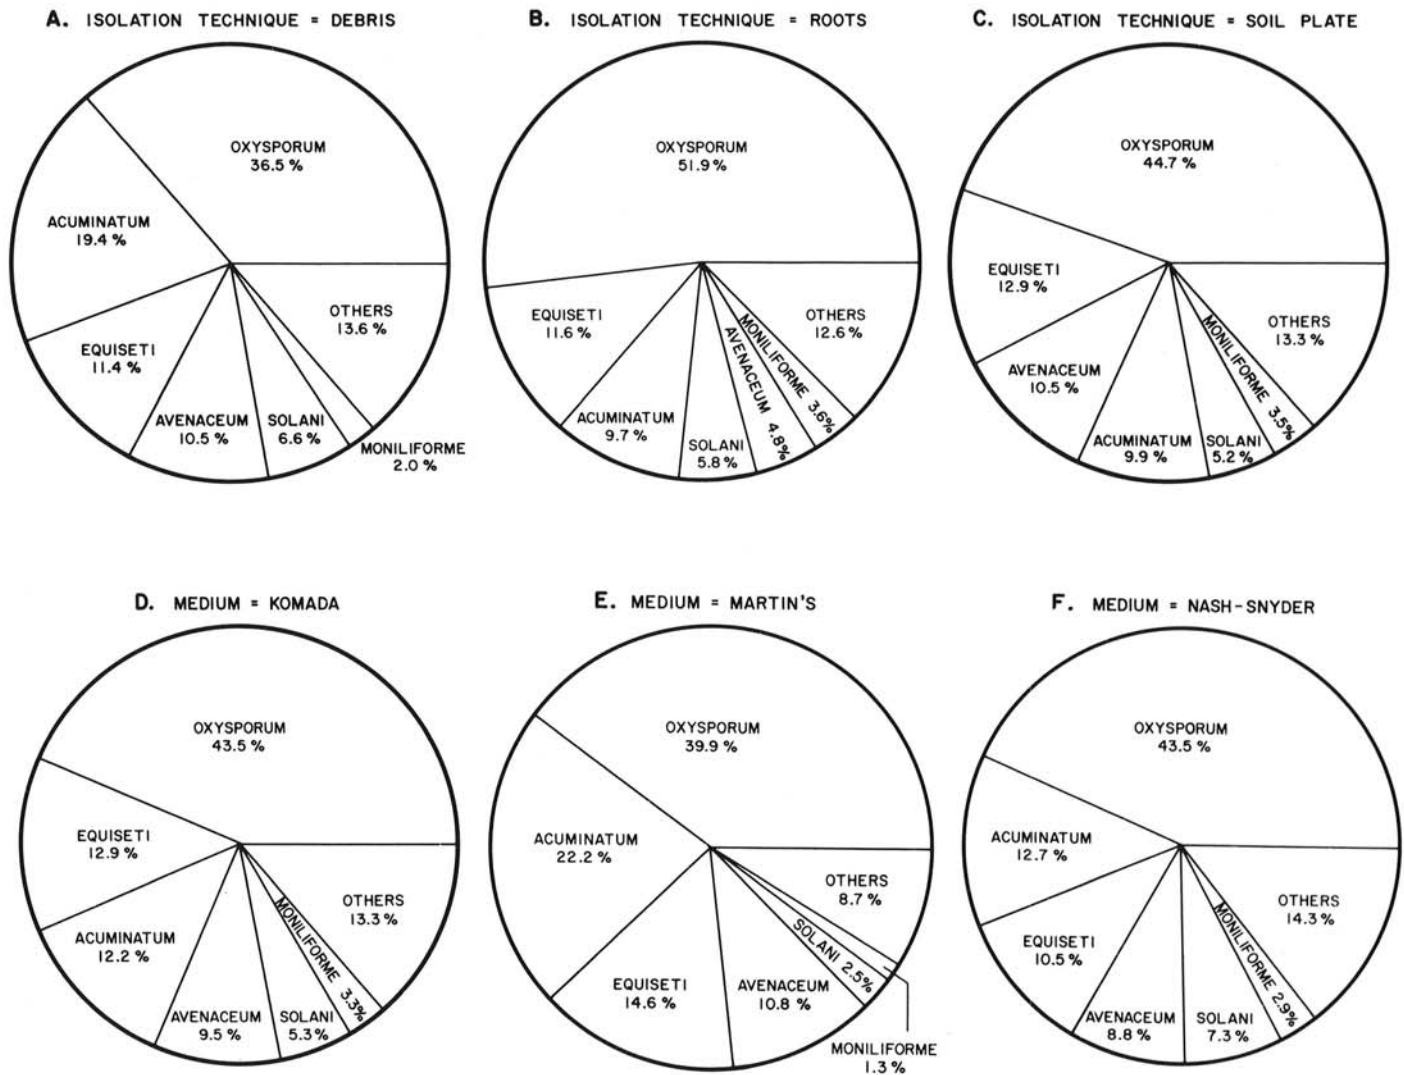 A. ISOLATION TECHNIQUE = DEBRIS
OXYSPORUM
36.5 %
ACUMINATUM
19.4 %
EQUISETI
11.4 %
AVENACEUM
10.5 %
SOLANI
6.6 %
MONILIFORME
2.0 %
OTHERS
13.6 %
B. ISOLATION TECHNIQUE = ROOTS
OXYSPORUM
51.9 %
EQUISETI
11.6 %
ACUMINATUM
9.7 %
SOLANI
5.8 %
AVENACEUM 4.8%
MONILIFORME 3.6%
OTHERS
12.6 %
C. ISOLATION TECHNIQUE = SOIL PLATE
OXYSPORUM
44.7 %
EQUISETI
12.9 %
AVENACEUM
10.5 %
ACUMINATUM
9.9 %
SOLANI
5.2 %
MONILIFORME 3.5%
OTHERS
13.3 %
D. MEDIUM = KOMADA
OXYSPORUM
43.5 %
EQUISETI
12.9 %
ACUMINATUM
12.2 %
AVENACEUM
9.5 %
SOLANI
5.3 %
MONILIFORME 3.3%
OTHERS
13.3 %
E. MEDIUM = MARTIN'S
OXYSPORUM
39.9 %
ACUMINATUM
22.2 %
EQUISETI
14.6 %
AVENACEUM
10.8 %
SOLANI 2.5%
MONILIFORME
1.3 %
OTHERS
8.7 %
F. MEDIUM = NASH-SNYDER
OXYSPORUM
43.5 %
ACUMINATUM
12.7 %
EQUISETI
10.5 %
AVENACEUM
8.8 %
SOLANI
7.3 %
MONILIFORME 2.9%
OTHERS
14.3 %